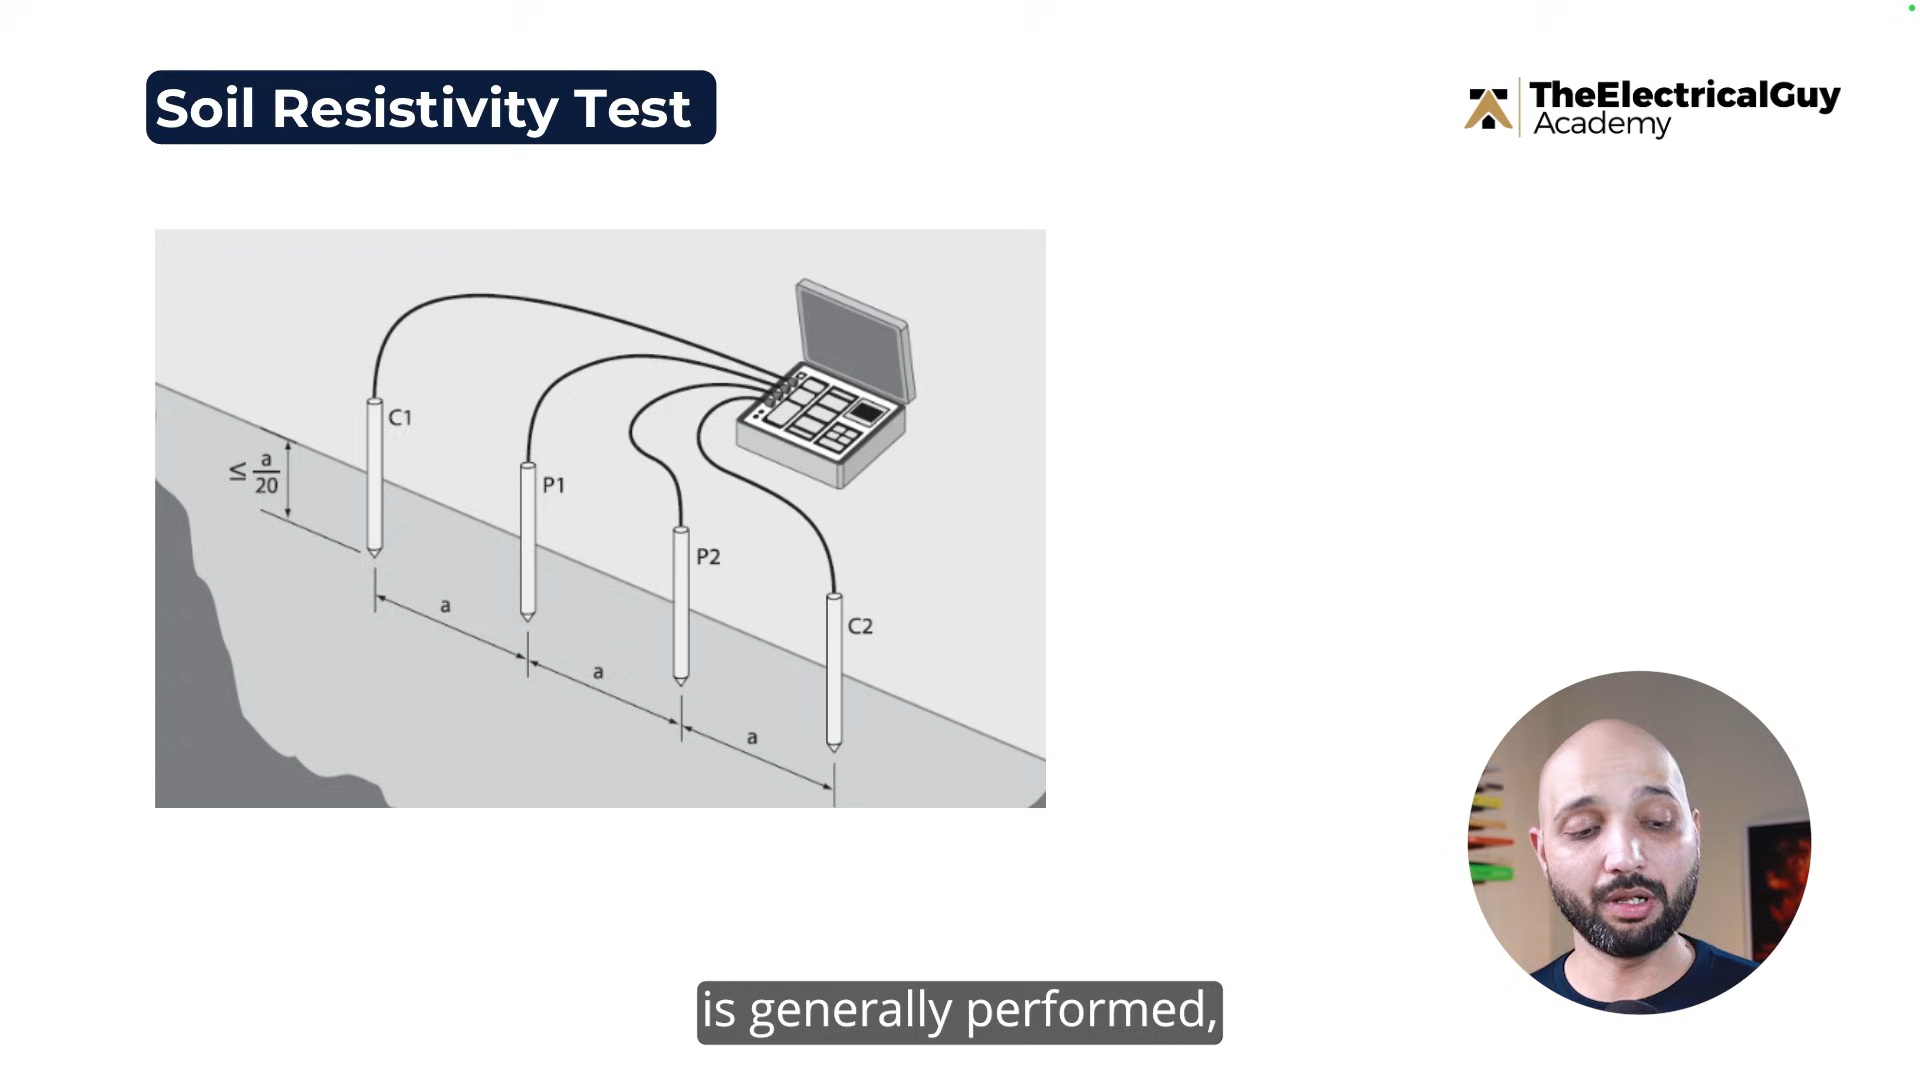 Soil Resistivity Test
TheElectricalGuy
Academy
C1
≤ a/20
P1
P2
C2
a
a
a
is generally performed,